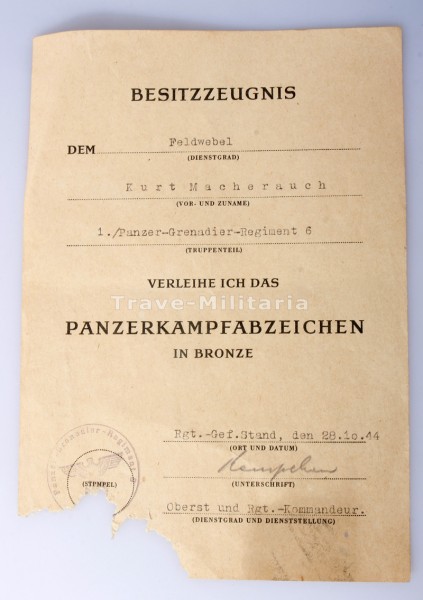 BESITZZEUGNIS
DEM Feldwebel
(DIENSTGRAD)
Kurt Macherauch
(VOR- UND ZUNAME)
1./Panzer-Grenadier-Regiment 6
(TRUPPENTEIL)
VERLEIHE ICH DAS
Trave-Militaria
PANZERKAMPFABZEICHEN
IN BRONZE
Rgt.-Gef.Stand, den 28.10.44
(ORT UND DATUM)
(UNTERSCHRIFT)
(STPMPEL)
Oberst und Rgt.-Kommandeur.
(DIENSTGRAD UND DIENSTSTELLUNG)